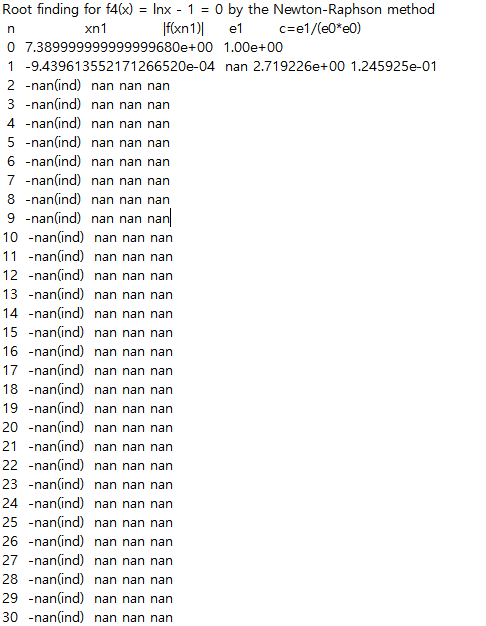 Root finding for f4(x) = lnx - 1 = 0 by the Newton-Raphson method
n xn1 |f(xn1)| e1 c=e1/(e0*e0)
0 7.389999999999999680e+00 1.00e+00
1 -9.439613552171266520e-04 nan 2.719226e+00 1.245925e-01
2 -nan(ind) nan nan nan
3 -nan(ind) nan nan nan
4 -nan(ind) nan nan nan
5 -nan(ind) nan nan nan
6 -nan(ind) nan nan nan
7 -nan(ind) nan nan nan
8 -nan(ind) nan nan nan
9 -nan(ind) nan nan nan
10 -nan(ind) nan nan nan
11 -nan(ind) nan nan nan
12 -nan(ind) nan nan nan
13 -nan(ind) nan nan nan
14 -nan(ind) nan nan nan
15 -nan(ind) nan nan nan
16 -nan(ind) nan nan nan
17 -nan(ind) nan nan nan
18 -nan(ind) nan nan nan
19 -nan(ind) nan nan nan
20 -nan(ind) nan nan nan
21 -nan(ind) nan nan nan
22 -nan(ind) nan nan nan
23 -nan(ind) nan nan nan
24 -nan(ind) nan nan nan
25 -nan(ind) nan nan nan
26 -nan(ind) nan nan nan
27 -nan(ind) nan nan nan
28 -nan(ind) nan nan nan
29 -nan(ind) nan nan nan
30 -nan(ind) nan nan nan